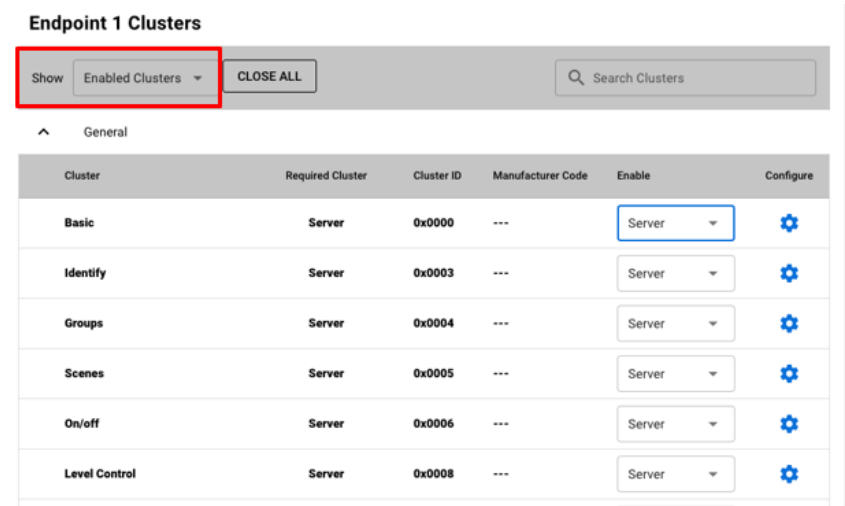 Endpoint 1 Clusters
Show Enabled Clusters CLOSE ALL Search Clusters
General
Cluster Required Cluster Cluster ID Manufacturer Code Enable Configure
Basic Server 0x0000 --- Server
Identify Server 0x0003 --- Server
Groups Server 0x0004 --- Server
Scenes Server 0x0005 --- Server
On/off Server 0x0006 --- Server
Level Control Server 0x0008 --- Server